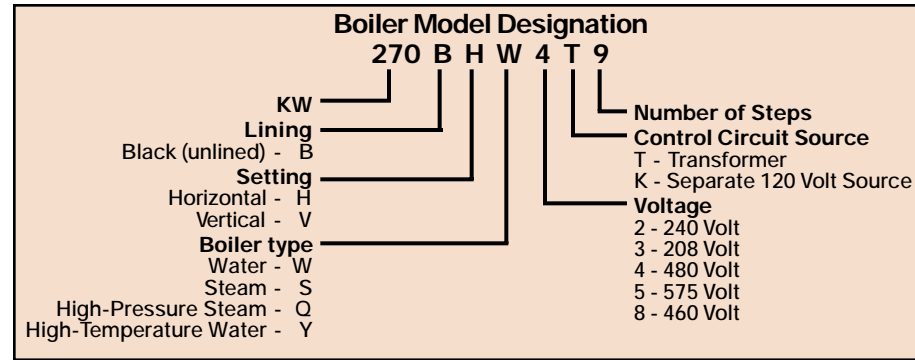 Boiler Model Designation
270 B H W 4 T 9
KW
Lining
Black (unlined) - B
Setting
Horizontal - H
Vertical - V
Boiler type
Water - W
Steam - S
High-Pressure Steam - Q
High-Temperature Water - Y
Number of Steps
Control Circuit Source
T - Transformer
K - Separate 120 Volt Source
Voltage
2 - 240 Volt
3 - 208 Volt
4 - 480 Volt
5 - 575 Volt
8 - 460 Volt